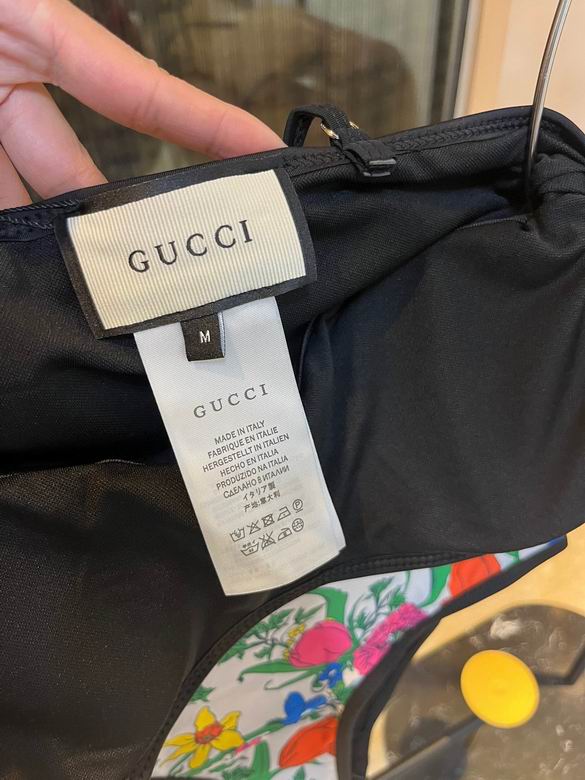 GUCCI
M
GUCCI
MADE IN ITALY
FABRIQUE EN ITALIE
HERGESTELLT IN ITALIEN
HECHO EN ITALIA
PRODUZIDO NA ITALIA
СДЕЛАНО В ИТАЛИИ
イタリア製
产地:意大利